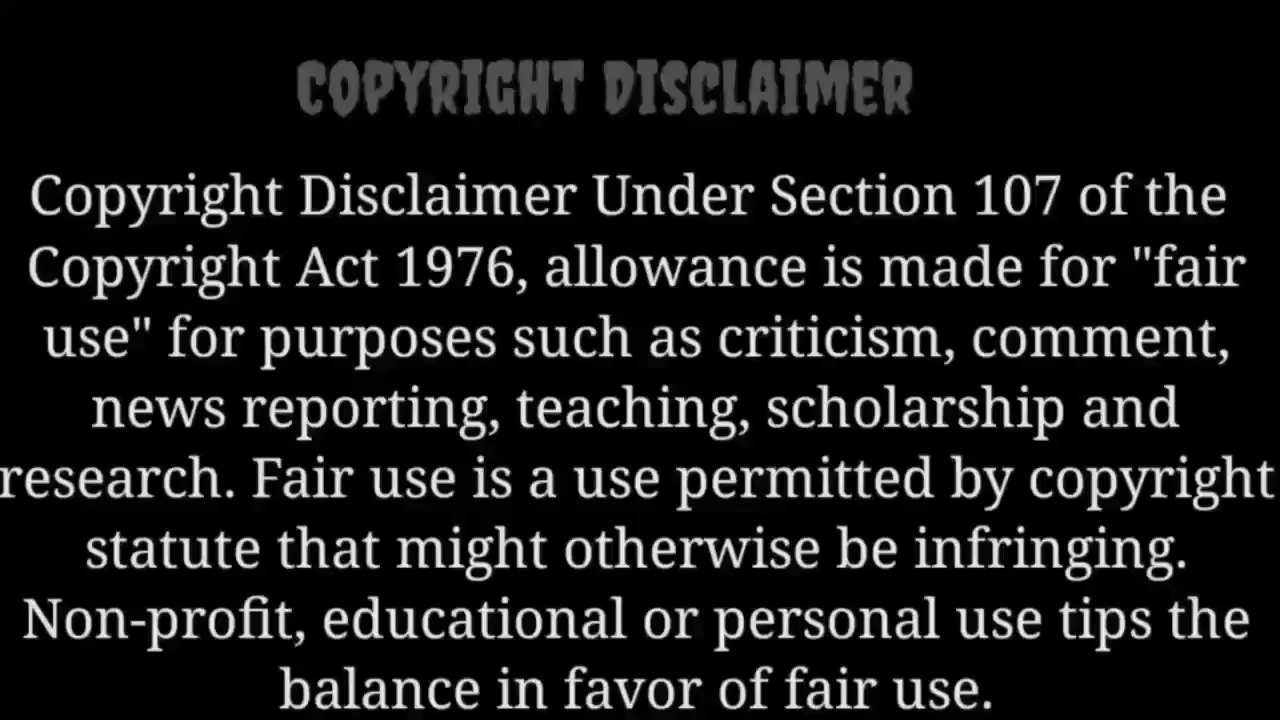 COPYRIGHT DISCLAIMER
Copyright Disclaimer Under Section 107 of the
Copyright Act 1976, allowance is made for "fair
use" for purposes such as criticism, comment,
news reporting, teaching, scholarship and
research. Fair use is a use permitted by copyright
statute that might otherwise be infringing.
Non-profit, educational or personal use tips the
balance in favor of fair use.